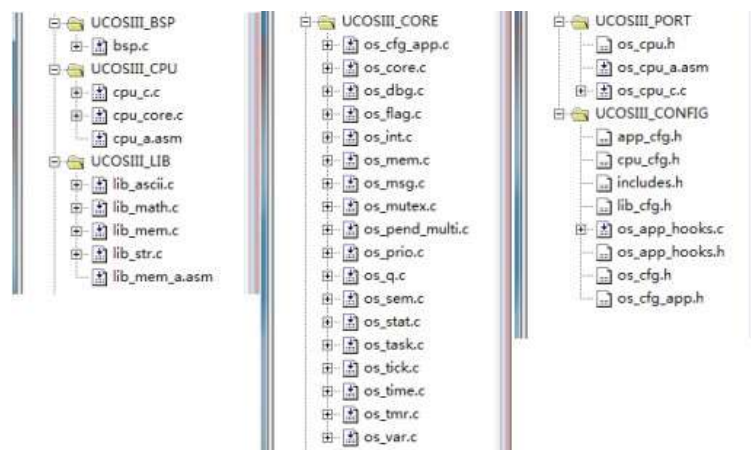 UCOSIII_BSP
bsp.c
UCOSIII_CPU
cpu_c.c
cpu_core.c
cpu_a.asm
UCOSIII_LIB
lib_ascii.c
lib_math.c
lib_mem.c
lib_str.c
lib_mem_a.asm
UCOSIII_CORE
os_cfg_app.c
os_core.c
os_dbg.c
os_flag.c
os_int.c
os_mem.c
os_msg.c
os_mutex.c
os_pend_multi.c
os_prio.c
os_q.c
os_sem.c
os_stat.c
os_task.c
os_tick.c
os_time.c
os_tmr.c
os_var.c
UCOSIII_PORT
os_cpu.h
os_cpu_a.asm
os_cpu_c.c
UCOSIII_CONFIG
app_cfg.h
cpu_cfg.h
includes.h
lib_cfg.h
os_app_hooks.c
os_app_hooks.h
os_cfg.h
os_cfg_app.h